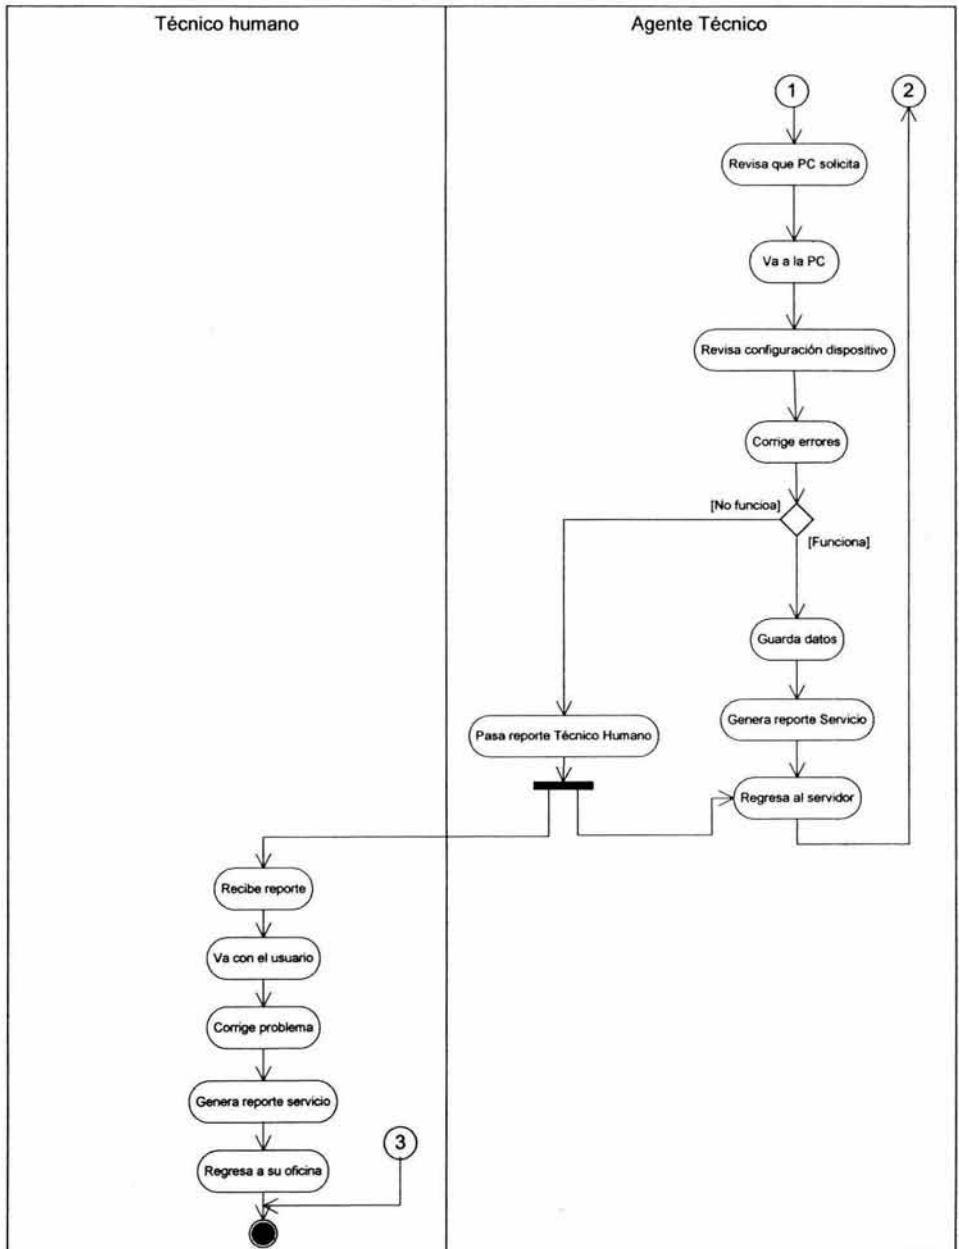 Técnico humano
Agente Técnico
1
2
Revisa que PC solicita
Va a la PC
Revisa configuración dispositivo
Corrige errores
[No funcioa]
[Funciona]
Guarda datos
Genera reporte Servicio
Pasa reporte Técnico Humano
Regresa al servidor
Recibe reporte
Va con el usuario
Corrige problema
Genera reporte servicio
3
Regresa a su oficina